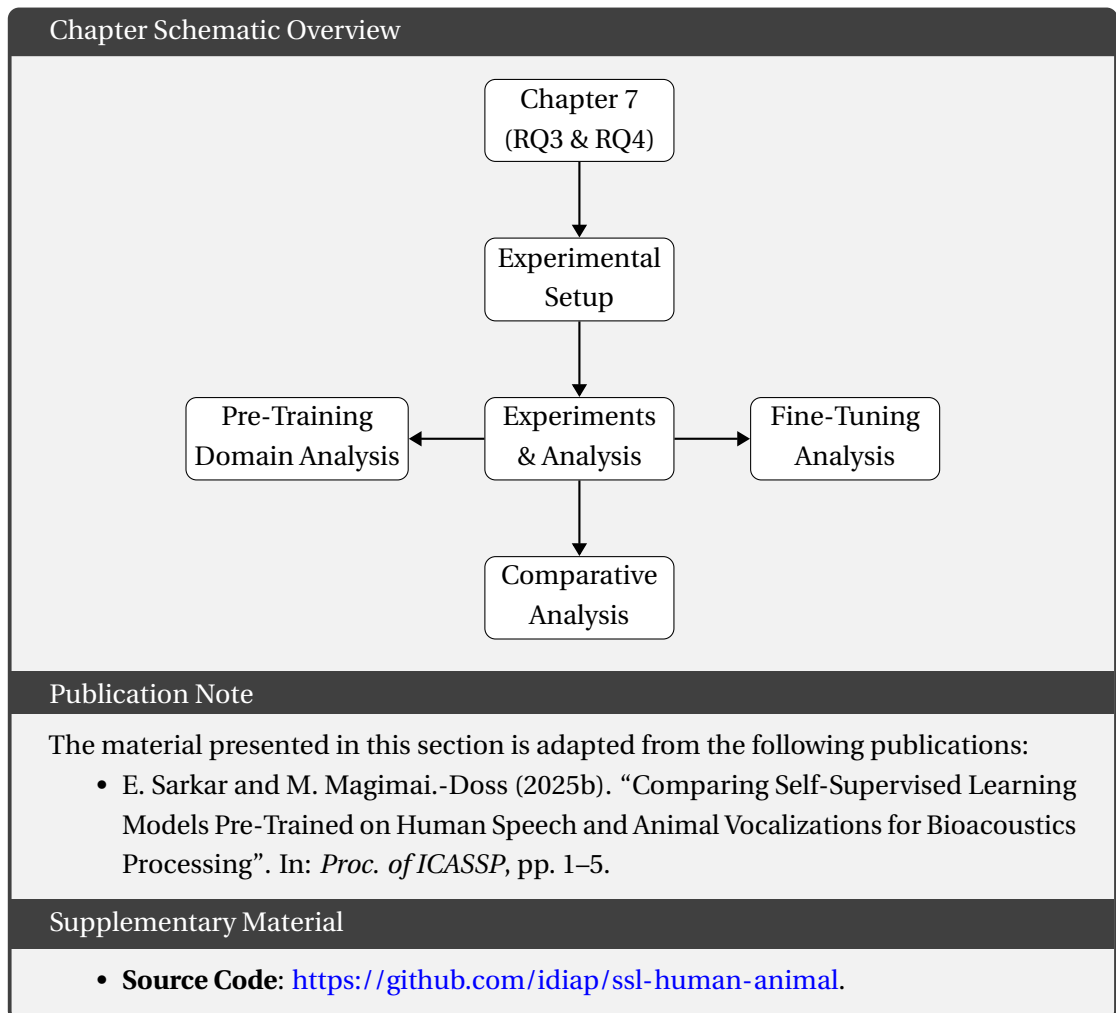 Chapter Schematic Overview
Chapter 7
(RQ3 & RQ4)
Experimental
Setup
Pre-Training
Domain Analysis
Experiments
& Analysis
Fine-Tuning
Analysis
Comparative
Analysis
Publication Note
The material presented in this section is adapted from the following publications:
• E. Sarkar and M. Magimai.-Doss (2025b). “Comparing Self-Supervised Learning
Models Pre-Trained on Human Speech and Animal Vocalizations for Bioacoustics
Processing”. In: Proc. of ICASSP, pp. 1–5.
Supplementary Material
• Source Code: https://github.com/idiap/ssl-human-animal.